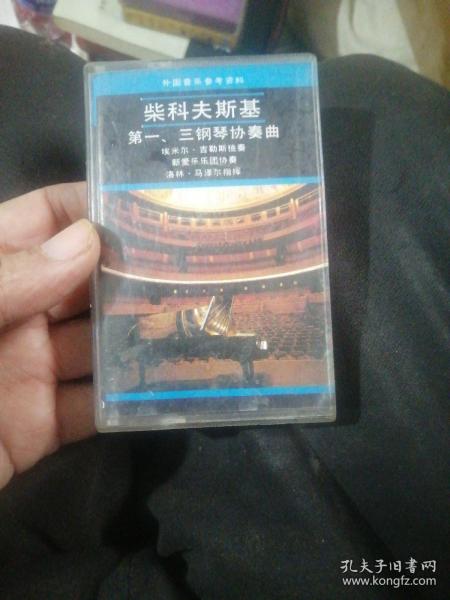 外国音乐参考资料
柴科夫斯基
第一、三钢琴协奏曲
埃米尔·吉勒斯独奏
新爱乐乐团协奏
洛林·马泽尔指挥
孔夫子旧书网
www.kongfz.com